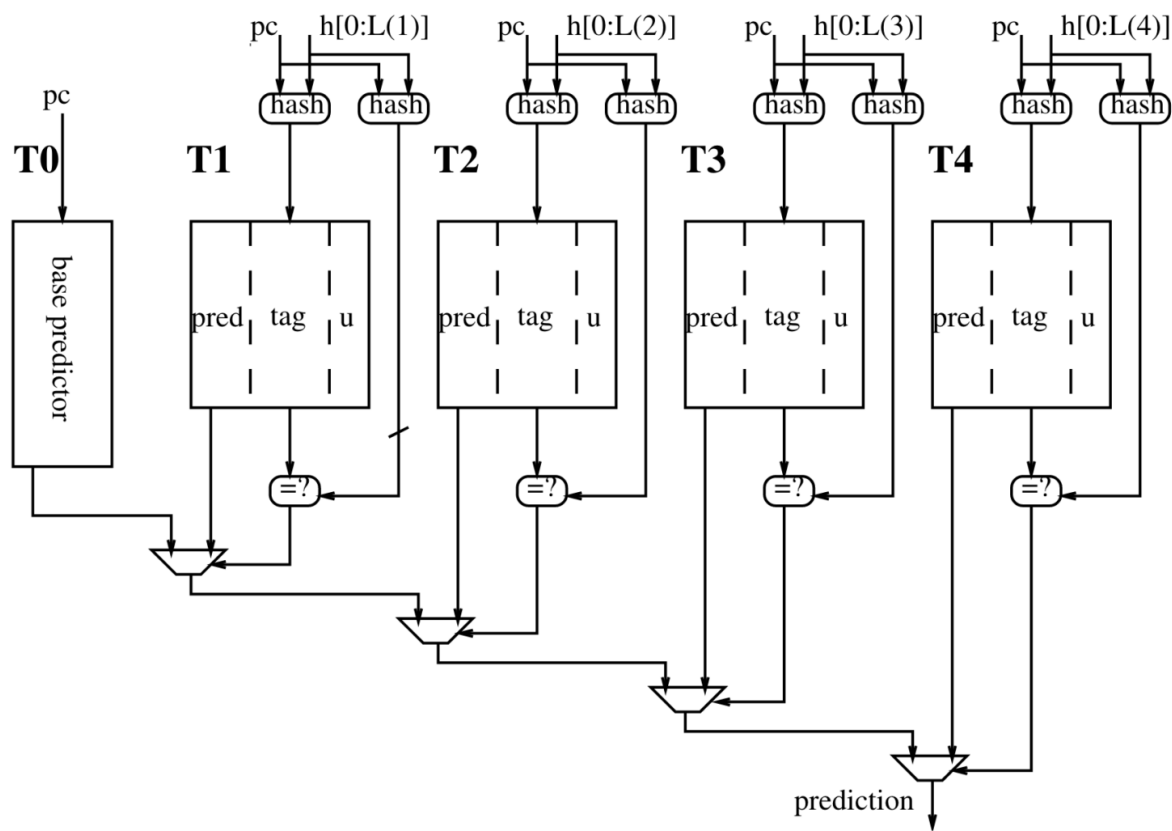 pc h[0:L(1)] pc h[0:L(2)] pc h[0:L(3)] pc h[0:L(4)]
pc
hash hash hash hash hash hash hash hash
T0 T1 T2 T3 T4
base predictor
pred tag u pred tag u pred tag u pred tag u
=? =? =? =?
prediction